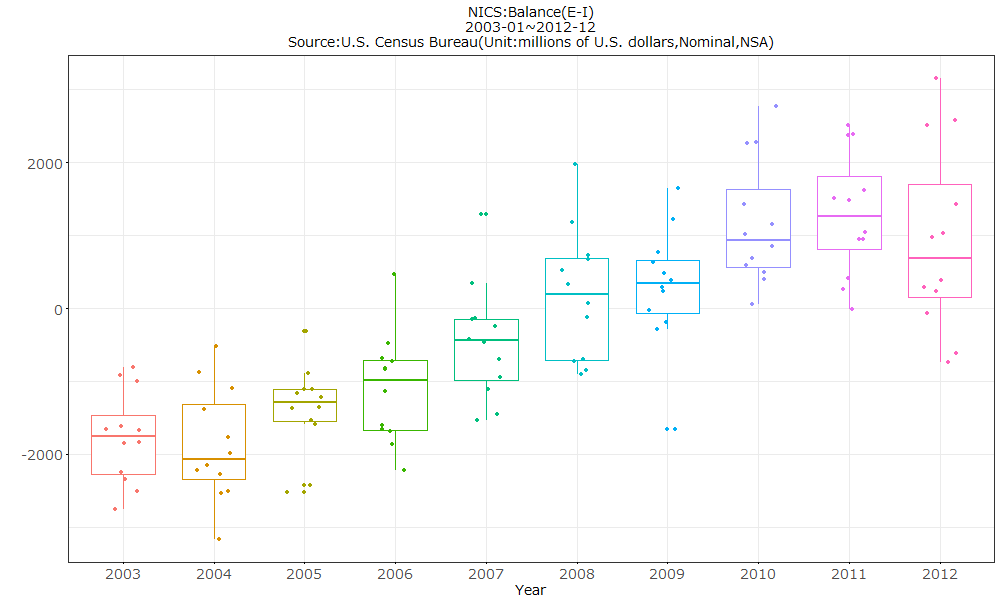 NICS:Balance(E-I)
2003-01~2012-12
Source:U.S. Census Bureau(Unit:millions of U.S. dollars,Nominal,NSA)
2000
0
-2000
2003 2004 2005 2006 2007 2008 2009 2010 2011 2012
Year